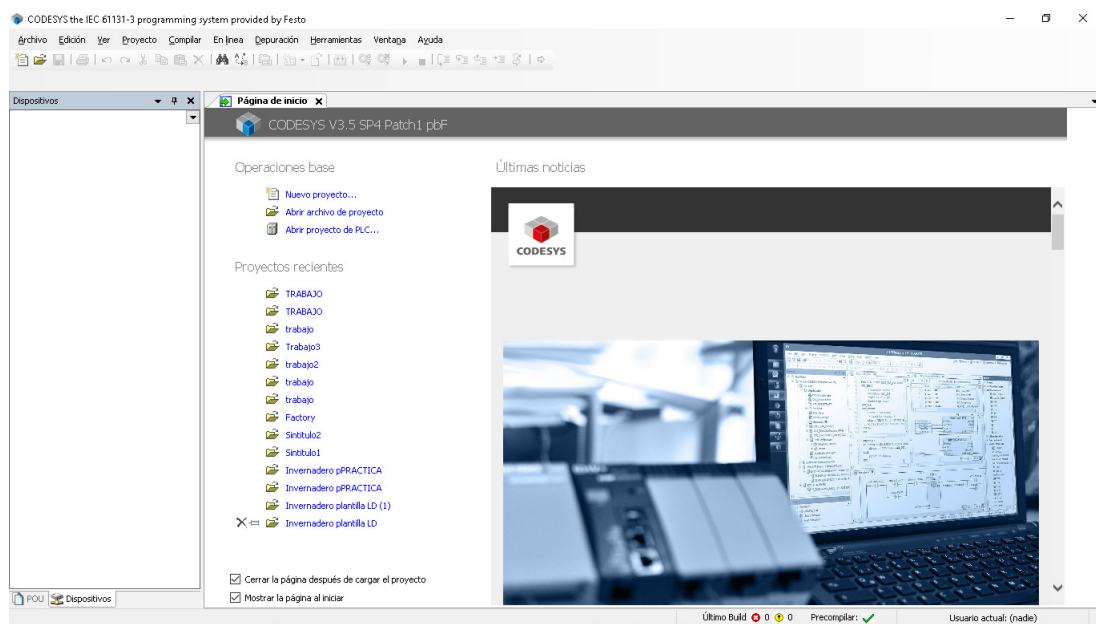 CODESYS the IEC 61131-3 programming system provided by Festo
Archivo Edición Ver Proyecto Compilar En línea Depuración Herramientas Ventana Ayuda
Dispositivos
Página de inicio
CODESYS V3.5 SP4 Patch1 pbF
Operaciones base
Nuevo proyecto...
Abrir archivo de proyecto
Abrir proyecto de PLC...
Proyectos recientes
TRABAJO
TRABAJO
trabajo
Trabajo3
trabajo2
trabajo
trabajo
Factory
Sintitulo2
Sintitulo1
Invernadero pPRACTICA
Invernadero pPRACTICA
Invernadero plantilla LD (1)
Invernadero plantilla LD
Cerrar la página después de cargar el proyecto
Mostrar la página al iniciar
Últimas noticias
CODESYS
POU Dispositivos
Último Build 0 0 Precompilar: Usuario actual: (nadie)